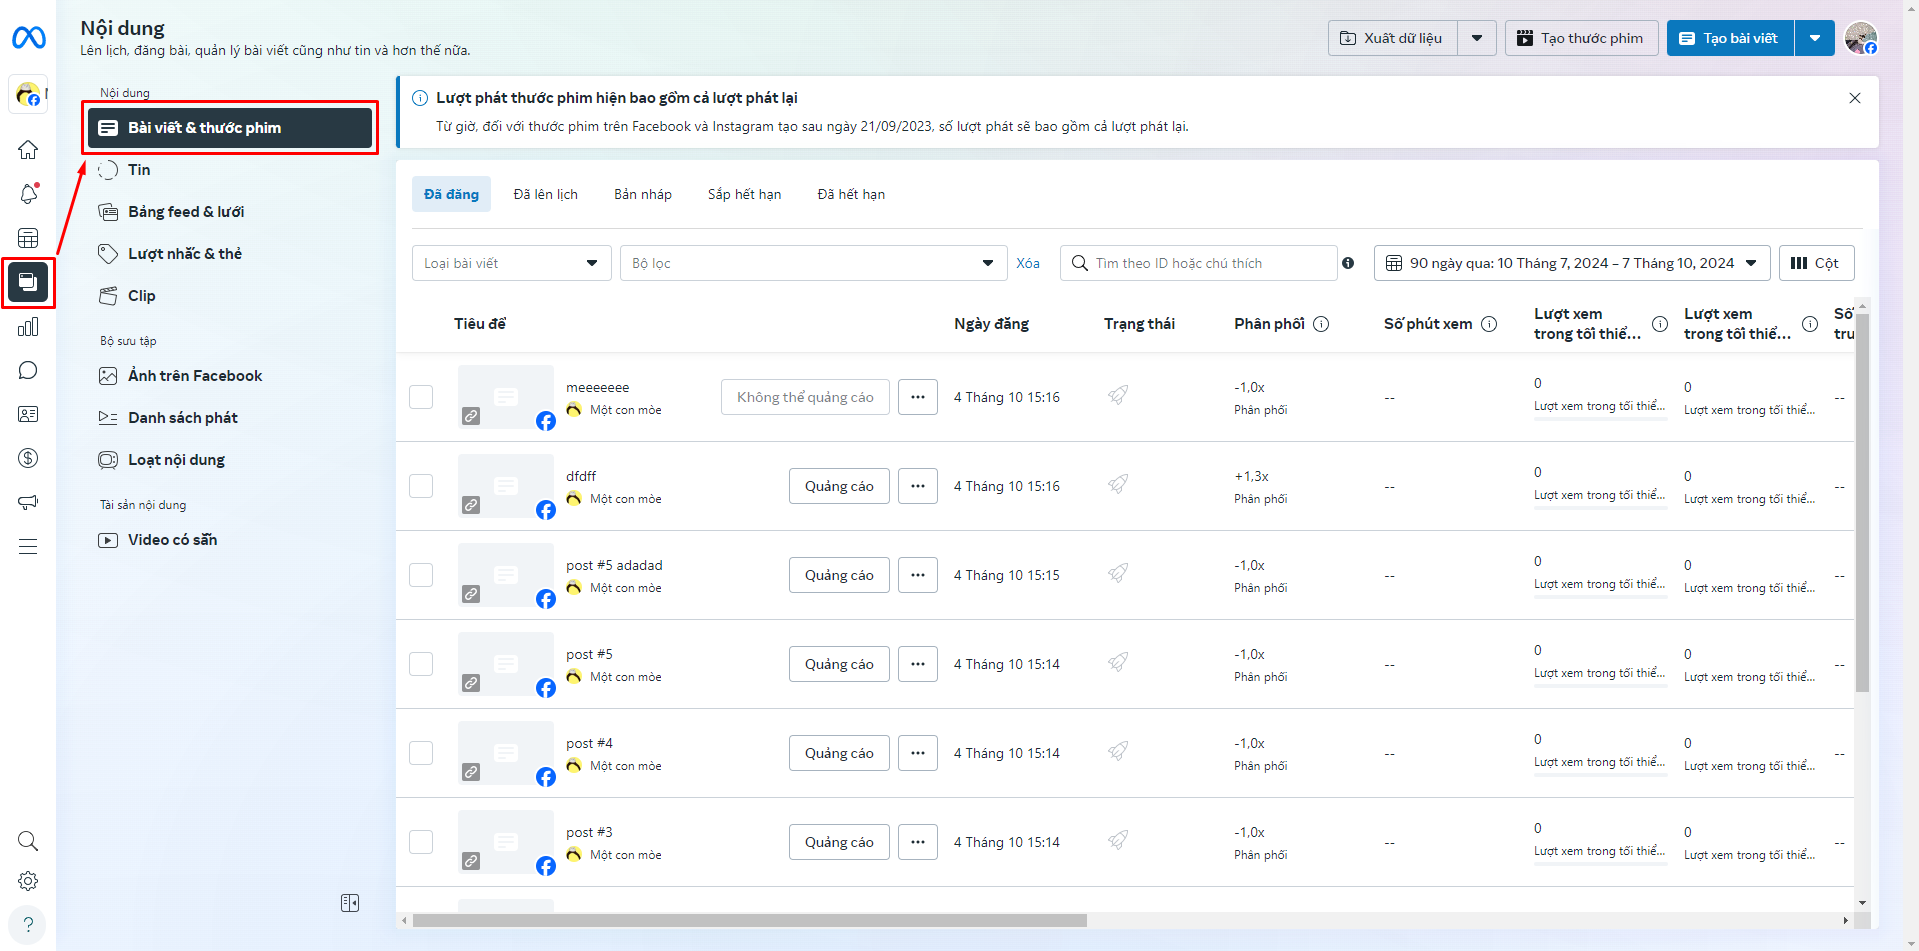 Nội dung
Lên lịch, đăng bài, quản lý bài viết cũng như tin và hơn thế nữa.
Xuất dữ liệu
Tạo thước phim
Tạo bài viết
Nội dung
Bài viết & thước phim
Tin
Bảng feed & lưới
Lượt nhắc & thẻ
Clip
Bộ sưu tập
Ảnh trên Facebook
Danh sách phát
Loạt nội dung
Tài sản nội dung
Video có sẵn
Lượt phát thước phim hiện bao gồm cả lượt phát lại
Từ giờ, đối với thước phim trên Facebook và Instagram tạo sau ngày 21/09/2023, số lượt phát sẽ bao gồm cả lượt phát lại.
Đã đăng
Đã lên lịch
Bản nháp
Sắp hết hạn
Đã hết hạn
Loại bài viết
Bộ lọc
Xóa
Tìm theo ID hoặc chú thích
90 ngày qua: 10 Tháng 7, 2024 – 7 Tháng 10, 2024
Cột
Tiêu đề
Ngày đăng
Trạng thái
Phân phối
Số phút xem
Lượt xem
trong tối thiể...
Lượt xem
trong tối thiể...
Số
tru
meeeeeee
Một con mòe
Không thể quảng cáo
4 Tháng 10 15:16
-1,0x
Phân phối
--
0
Lượt xem trong tối thiể...
0
Lượt xem trong tối thiể...
--
dfdff
Một con mòe
Quảng cáo
4 Tháng 10 15:16
+1,3x
Phân phối
--
0
Lượt xem trong tối thiể...
0
Lượt xem trong tối thiể...
--
post #5 adadad
Một con mòe
Quảng cáo
4 Tháng 10 15:15
-1,0x
Phân phối
--
0
Lượt xem trong tối thiể...
0
Lượt xem trong tối thiể...
--
post #5
Một con mòe
Quảng cáo
4 Tháng 10 15:14
-1,0x
Phân phối
--
0
Lượt xem trong tối thiể...
0
Lượt xem trong tối thiể...
--
post #4
Một con mòe
Quảng cáo
4 Tháng 10 15:14
-1,0x
Phân phối
--
0
Lượt xem trong tối thiể...
0
Lượt xem trong tối thiể...
--
post #3
Một con mòe
Quảng cáo
4 Tháng 10 15:14
-1,0x
Phân phối
--
0
Lượt xem trong tối thiể...
0
Lượt xem trong tối thiể...
--